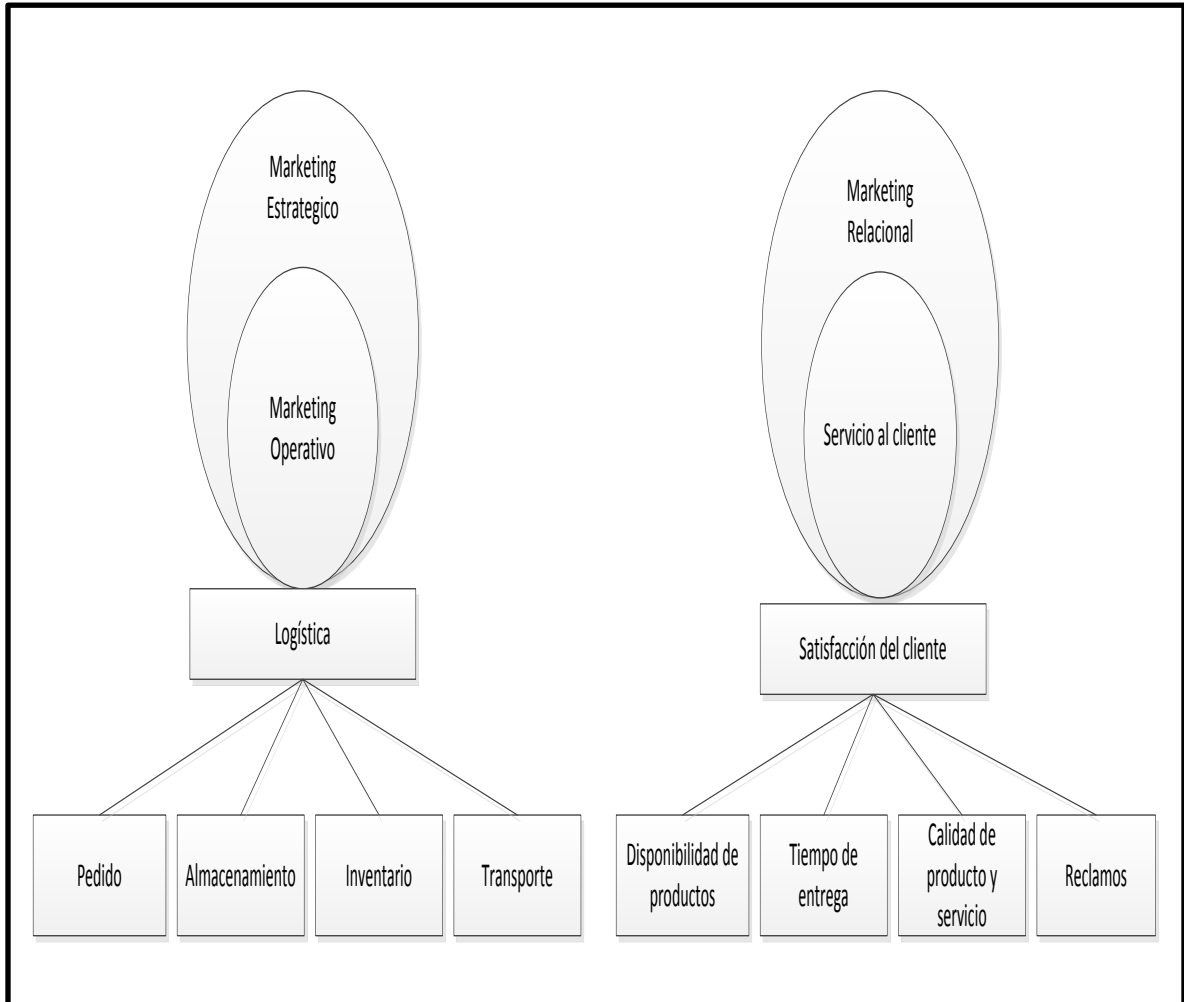 Marketing
Estrategico
Marketing
Operativo
Logística
Pedido
Almacenamiento
Inventario
Transporte
Marketing
Relacional
Servicio al cliente
Satisfacción del cliente
Disponibilidad de
productos
Tiempo de
entrega
Calidad de
producto y
servicio
Reclamos